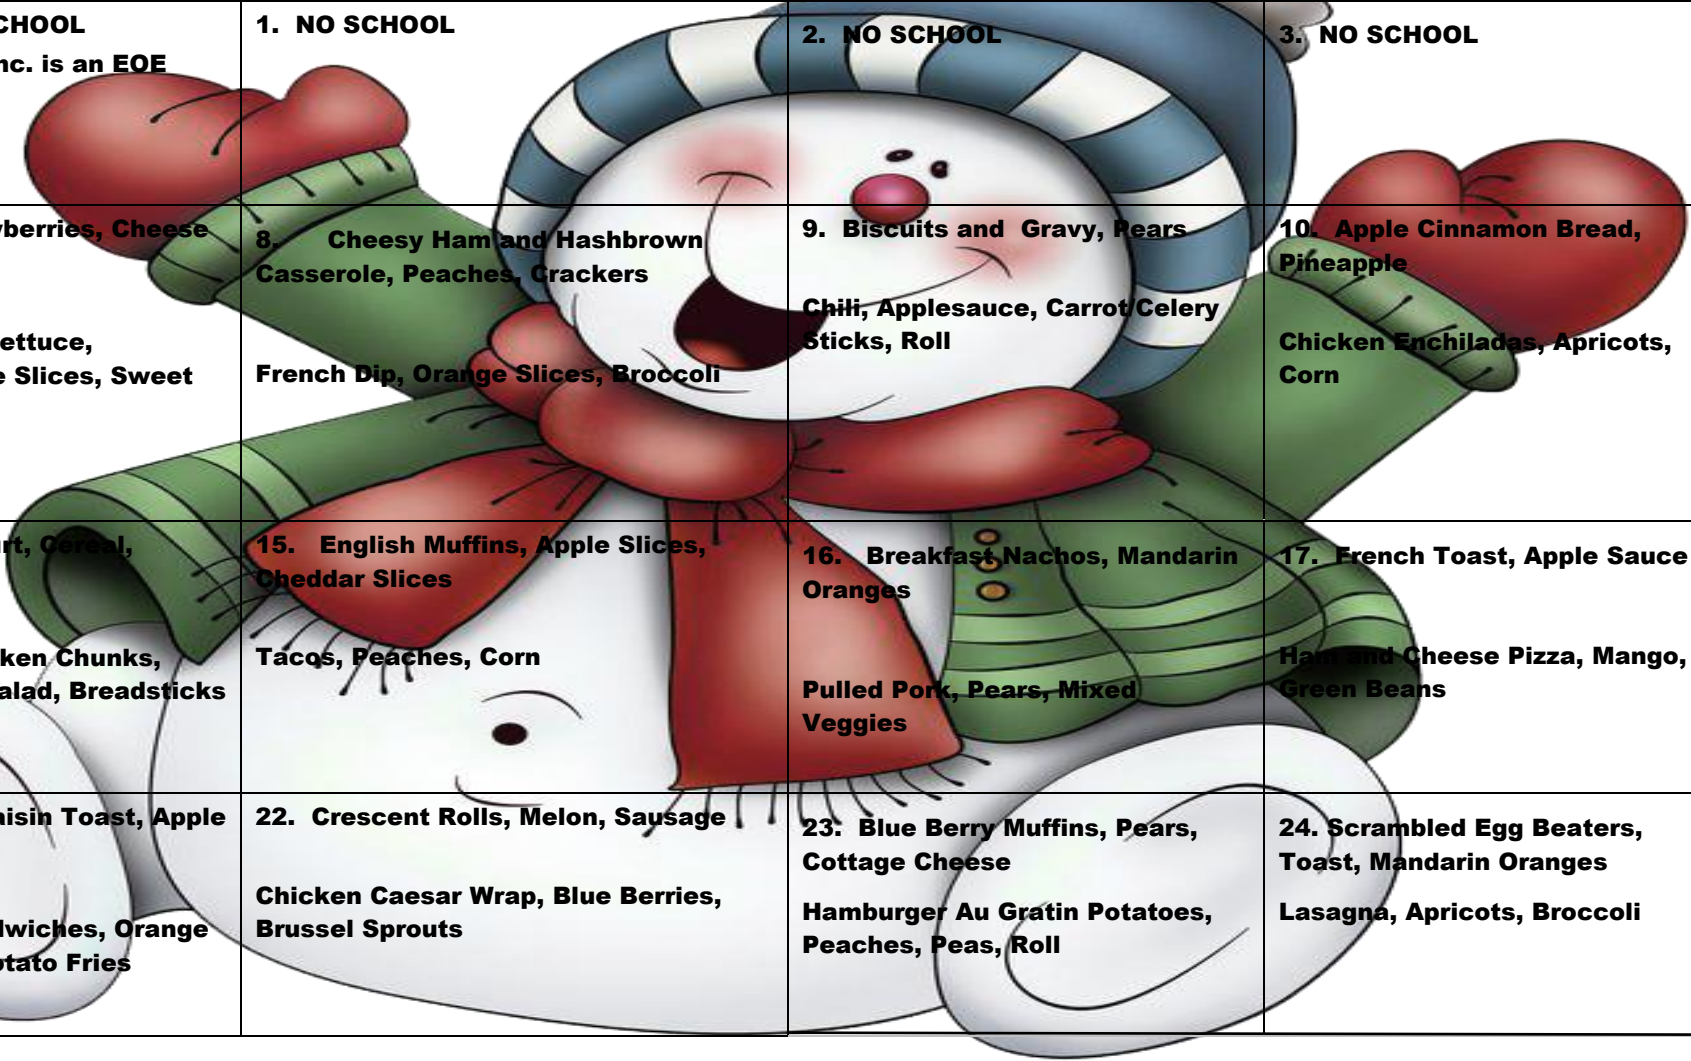 CHOOL
nc. is an EOE
1. NO SCHOOL
2. NO SCHOOL
3. NO SCHOOL
berries, Cheese
ettuce,
e Slices, Sweet
8. Cheesy Ham and Hashbrown
Casserole, Peaches, Crackers
French Dip, Orange Slices, Broccoli
9. Biscuits and Gravy, Pears
Chili, Applesauce, Carrot/Celery
Sticks, Roll
10. Apple Cinnamon Bread,
Pineapple
Chicken Enchiladas, Apricots,
Corn
rt, Cereal,
ken Chunks,
alad, Breadsticks
15. English Muffins, Apple Slices,
Cheddar Slices
Tacos, Peaches, Corn
16. Breakfast Nachos, Mandarin
Oranges
Pulled Pork, Pears, Mixed
Veggies
17. French Toast, Apple Sauce
Ham and Cheese Pizza, Mango,
Green Beans
aisin Toast, Apple
dwiches, Orange
otato Fries
22. Crescent Rolls, Melon, Sausage
Chicken Caesar Wrap, Blue Berries,
Brussel Sprouts
23. Blue Berry Muffins, Pears,
Cottage Cheese
Hamburger Au Gratin Potatoes,
Peaches, Peas, Roll
24. Scrambled Egg Beaters,
Toast, Mandarin Oranges
Lasagna, Apricots, Broccoli